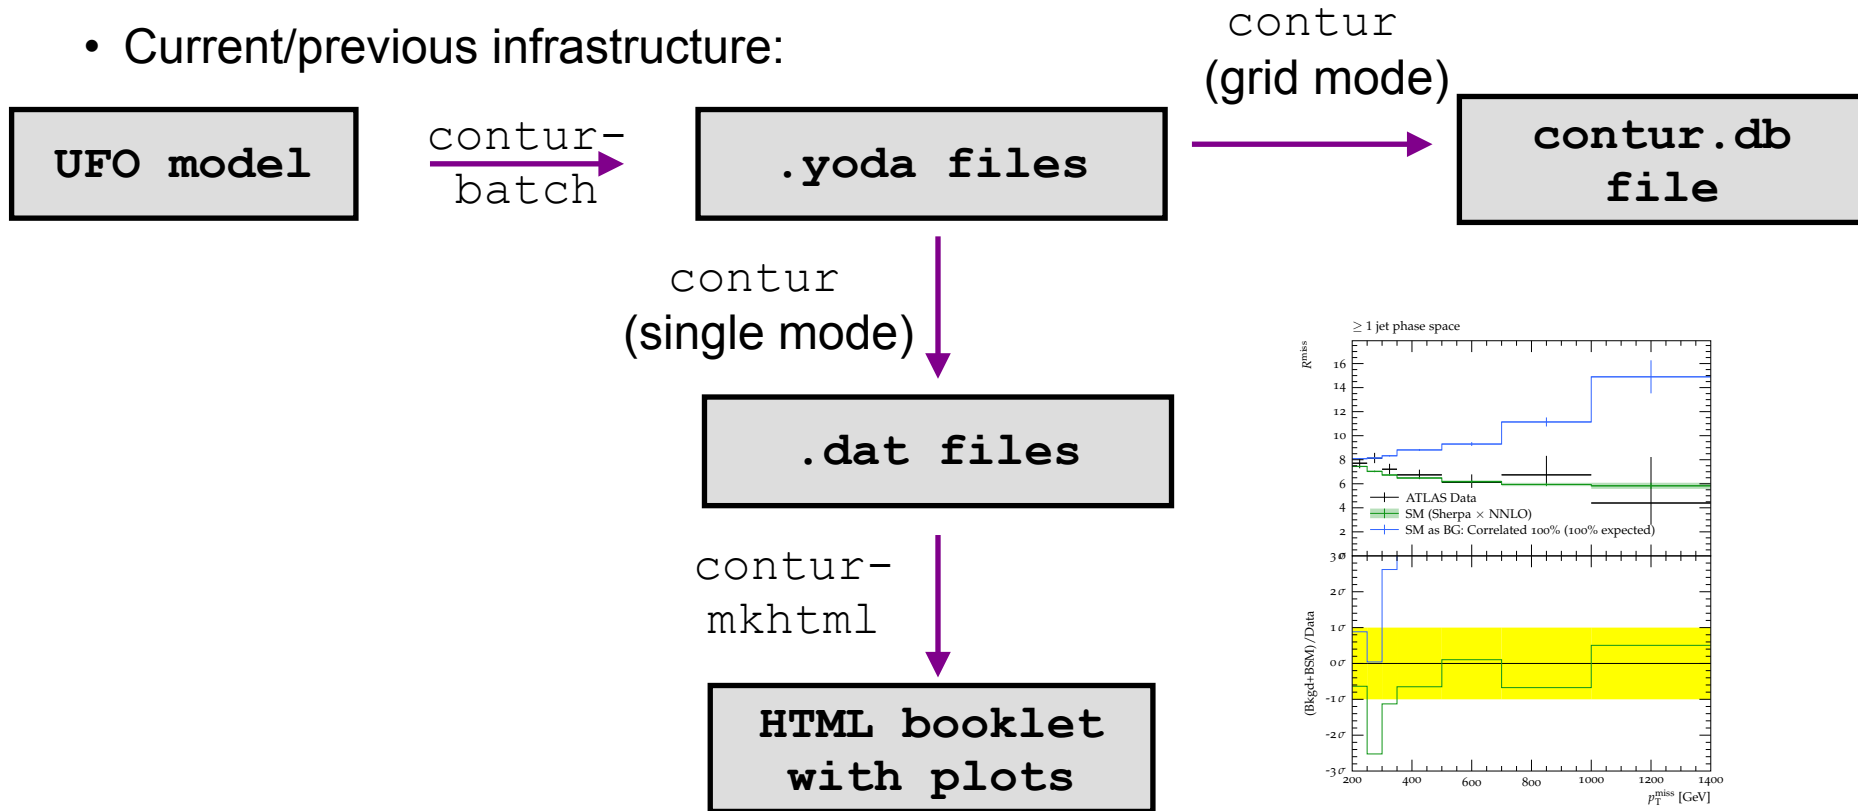 • Current/previous infrastructure:
contur
(grid mode)
UFO model
contur-
batch
.yoda files
contur.db
file
contur
(single mode)
.dat files
contur-
mkhtml
HTML booklet
with plots
≥ 1 jet phase space
R^miss
16
14
12
10
8
6
4
2
ATLAS Data
SM (Sherpa × NNLO)
SM as BG: Correlated 100% (100% expected)
(Bkgd+BSM)/Data
3σ
2σ
1σ
0σ
-1σ
-2σ
-3σ
200 400 600 800 1000 1200 1400
p_T^miss [GeV]